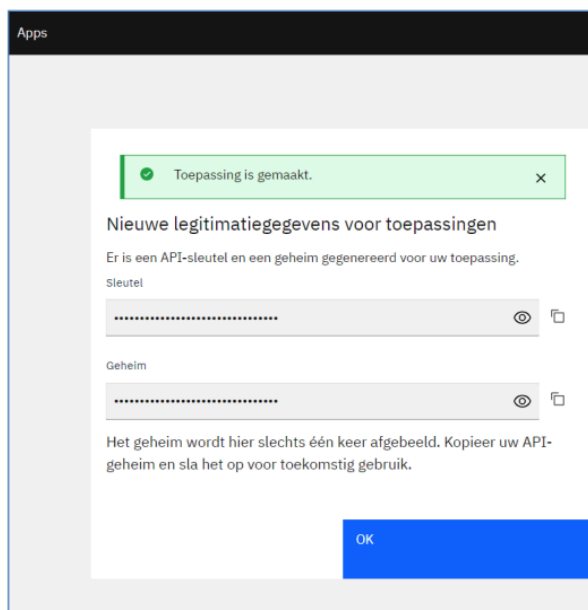 Apps
Toepassing is gemaakt.
Nieuwe legitimatiegegevens voor toepassingen
Er is een API-sleutel en een geheim gegenereerd voor uw toepassing.
Sleutel
••••••••••••••••••••••••••••••••
Geheim
••••••••••••••••••••••••••••••••
Het geheim wordt hier slechts één keer afgebeeld. Kopieer uw API-
geheim en sla het op voor toekomstig gebruik.
OK